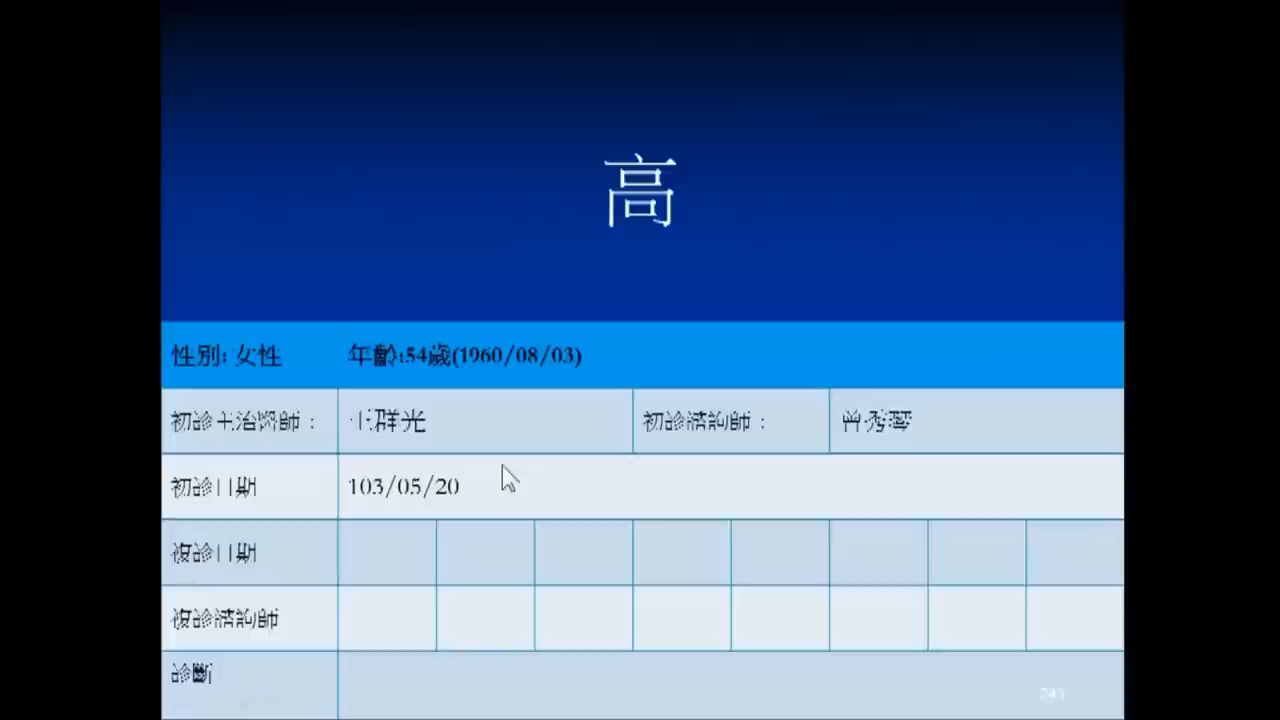 高
性別: 女性 年齡:54歲(1960/08/03)
初診主治醫師： 王群光 初診諮詢師：
初診日期 103/05/20
複診日期
複診諮詢師
診斷
243